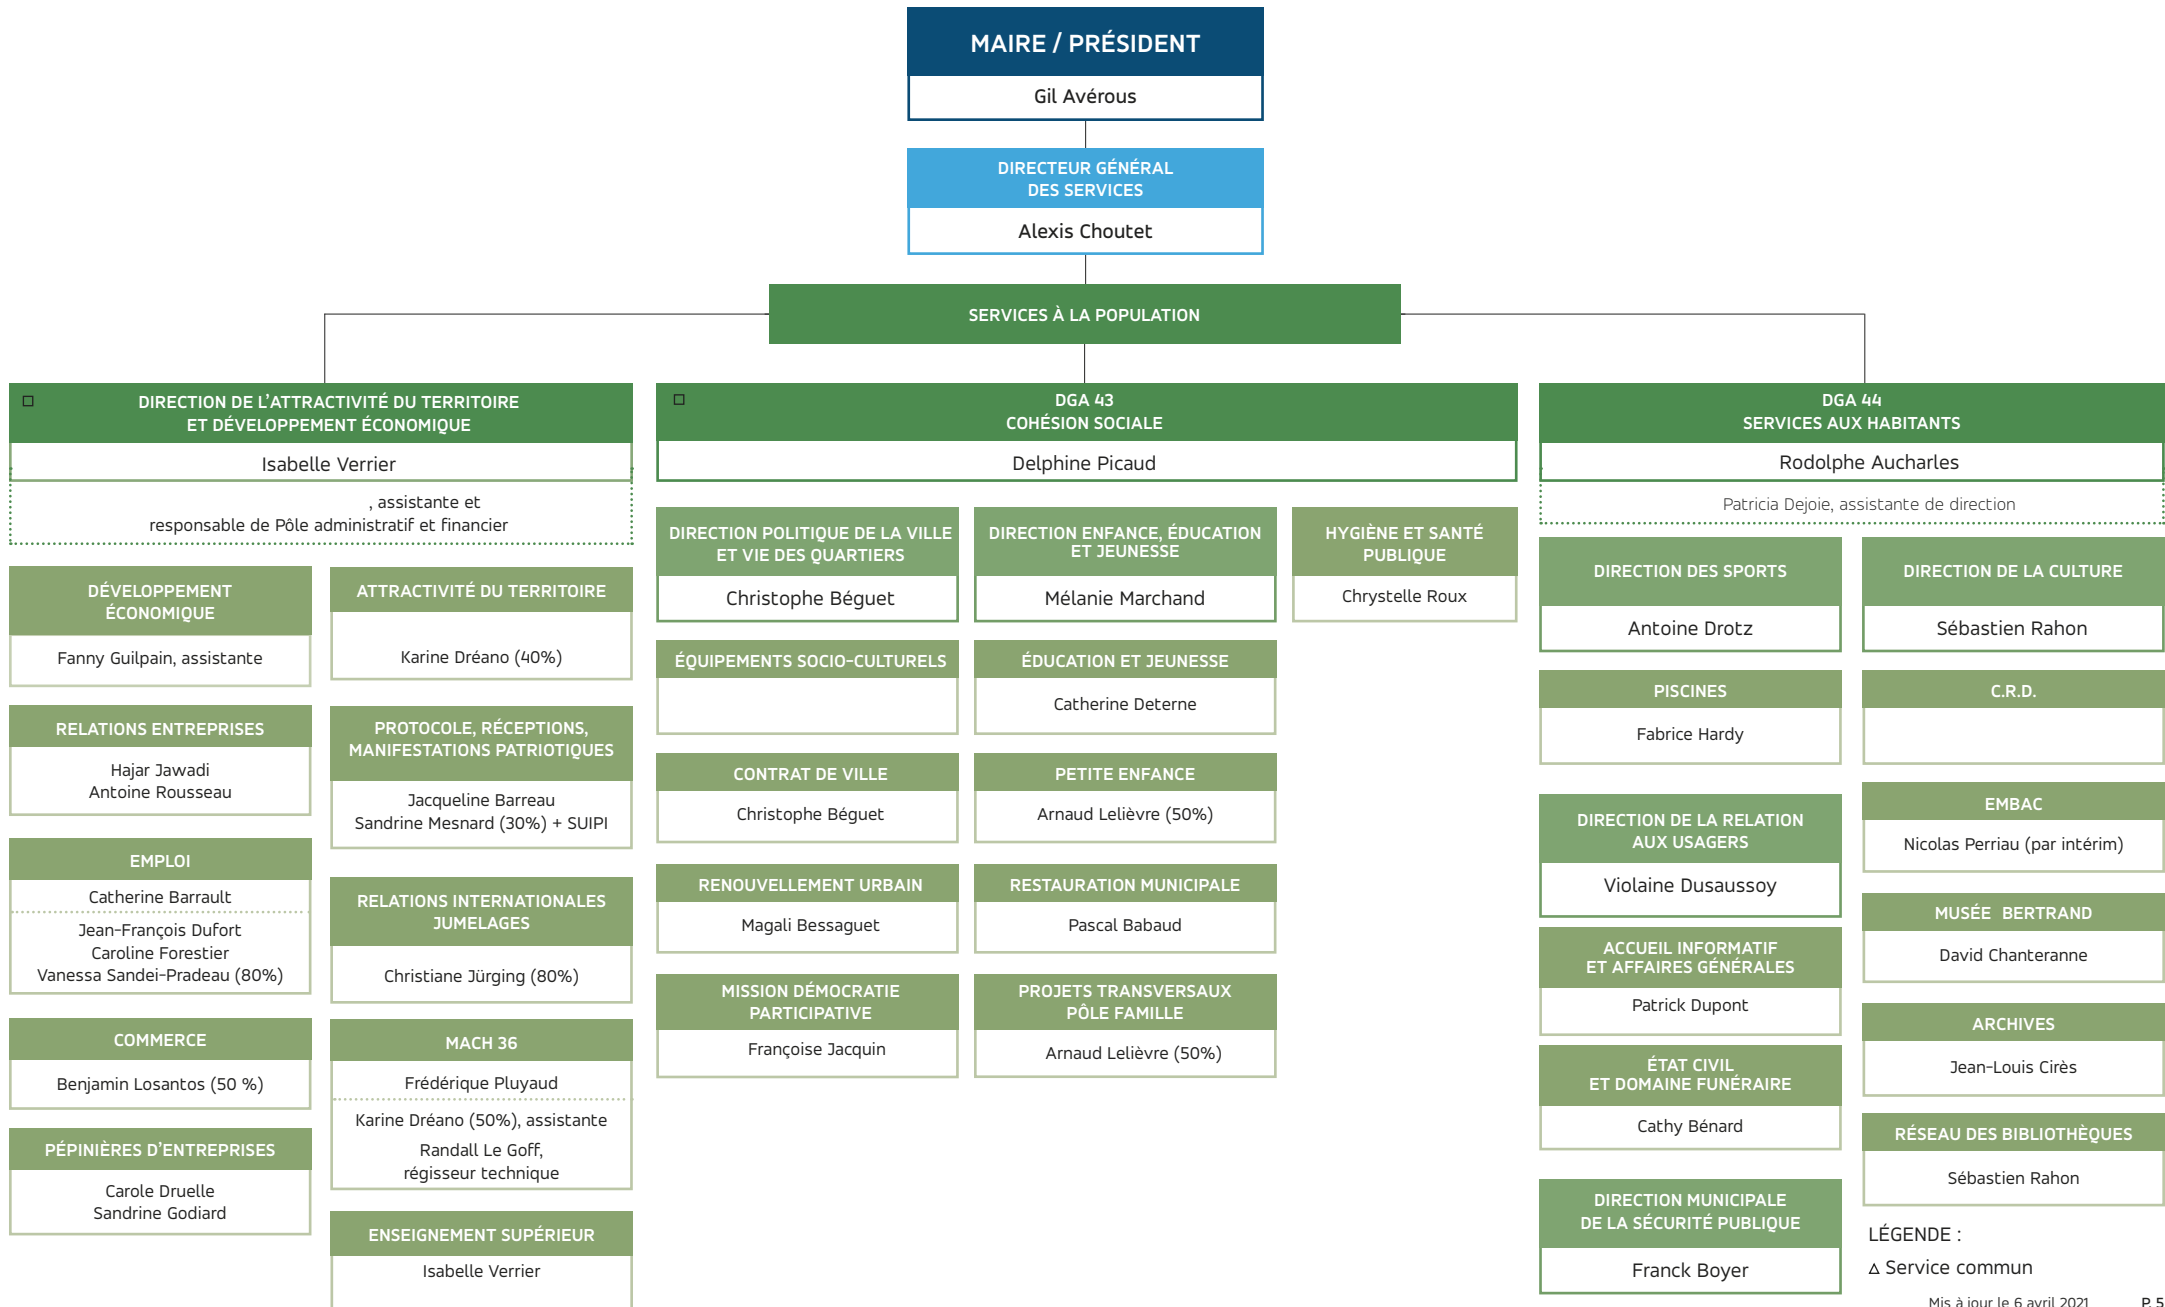 MAIRE / PRÉSIDENT
Gil Avérous
DIRECTEUR GÉNÉRAL
DES SERVICES
Alexis Choutet
SERVICES À LA POPULATION
DIRECTION DE L'ATTRACTIVITÉ DU TERRITOIRE
ET DÉVELOPPEMENT ÉCONOMIQUE
Isabelle Verrier
, assistante et
responsable de Pôle administratif et financier
DÉVELOPPEMENT
ÉCONOMIQUE
Fanny Guilpain, assistante
RELATIONS ENTREPRISES
Hajar Jawadi
Antoine Rousseau
EMPLOI
Catherine Barrault
Jean-François Dufort
Caroline Forestier
Vanessa Sandei-Pradeau (80%)
COMMERCE
Benjamin Losantos (50 %)
PÉPINIÈRES D'ENTREPRISES
Carole Druelle
Sandrine Godiard
ATTRACTIVITÉ DU TERRITOIRE
Karine Dréano (40%)
PROTOCOLE, RÉCEPTIONS,
MANIFESTATIONS PATRIOTIQUES
Jacqueline Barreau
Sandrine Mesnard (30%) + SUIPI
RELATIONS INTERNATIONALES
JUMELAGES
Christiane Jürging (80%)
MACH 36
Frédérique Pluyaud
Karine Dréano (50%), assistante
Randall Le Goff,
régisseur technique
ENSEIGNEMENT SUPÉRIEUR
Isabelle Verrier
DGA 43
COHÉSION SOCIALE
Delphine Picaud
DIRECTION POLITIQUE DE LA VILLE
ET VIE DES QUARTIERS
Christophe Béguet
ÉQUIPEMENTS SOCIO-CULTURELS
CONTRAT DE VILLE
Christophe Béguet
RENOUVELLEMENT URBAIN
Magali Bessaguet
MISSION DÉMOCRATIE
PARTICIPATIVE
Françoise Jacquin
DIRECTION ENFANCE, ÉDUCATION
ET JEUNESSE
Mélanie Marchand
ÉDUCATION ET JEUNESSE
Catherine Deterne
PETITE ENFANCE
Arnaud Lelièvre (50%)
RESTAURATION MUNICIPALE
Pascal Babaud
PROJETS TRANSVERSAUX
PÔLE FAMILLE
Arnaud Lelièvre (50%)
HYGIÈNE ET SANTÉ
PUBLIQUE
Chrystelle Roux
DGA 44
SERVICES AUX HABITANTS
Rodolphe Aucharles
Patricia Dejoie, assistante de direction
DIRECTION DES SPORTS
Antoine Drotz
PISCINES
Fabrice Hardy
DIRECTION DE LA RELATION
AUX USAGERS
Violaine Dusaussoy
ACCUEIL INFORMATIF
ET AFFAIRES GÉNÉRALES
Patrick Dupont
ÉTAT CIVIL
ET DOMAINE FUNÉRAIRE
Cathy Bénard
DIRECTION MUNICIPALE
DE LA SÉCURITÉ PUBLIQUE
Franck Boyer
DIRECTION DE LA CULTURE
Sébastien Rahon
C.R.D.
EMBAC
Nicolas Perriau (par intérim)
MUSÉE BERTRAND
David Chanteranne
ARCHIVES
Jean-Louis Cirès
RÉSEAU DES BIBLIOTHÈQUES
Sébastien Rahon
LÉGENDE :
∆ Service commun
Mis à jour le 6 avril 2021 P. 5